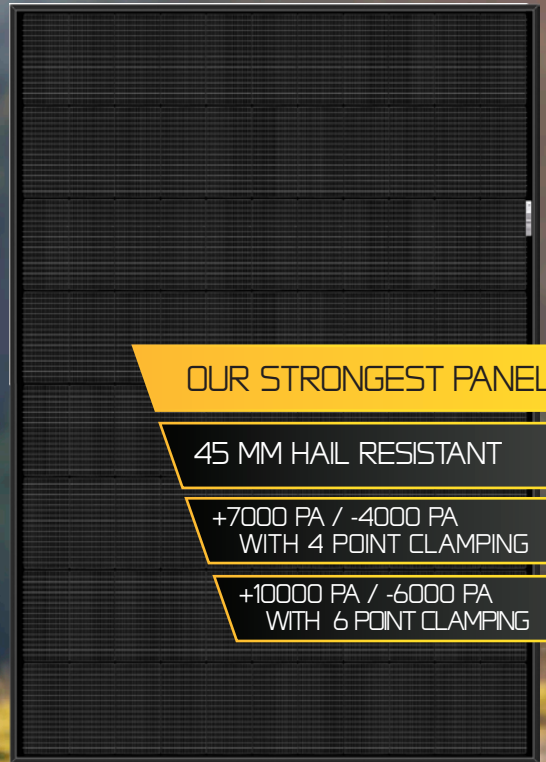 OUR STRONGEST PANEL
45 MM HAIL RESISTANT
+7000 PA / -4000 PA
WITH 4 POINT CLAMPING
+10000 PA / -6000 PA
WITH 6 POINT CLAMPING